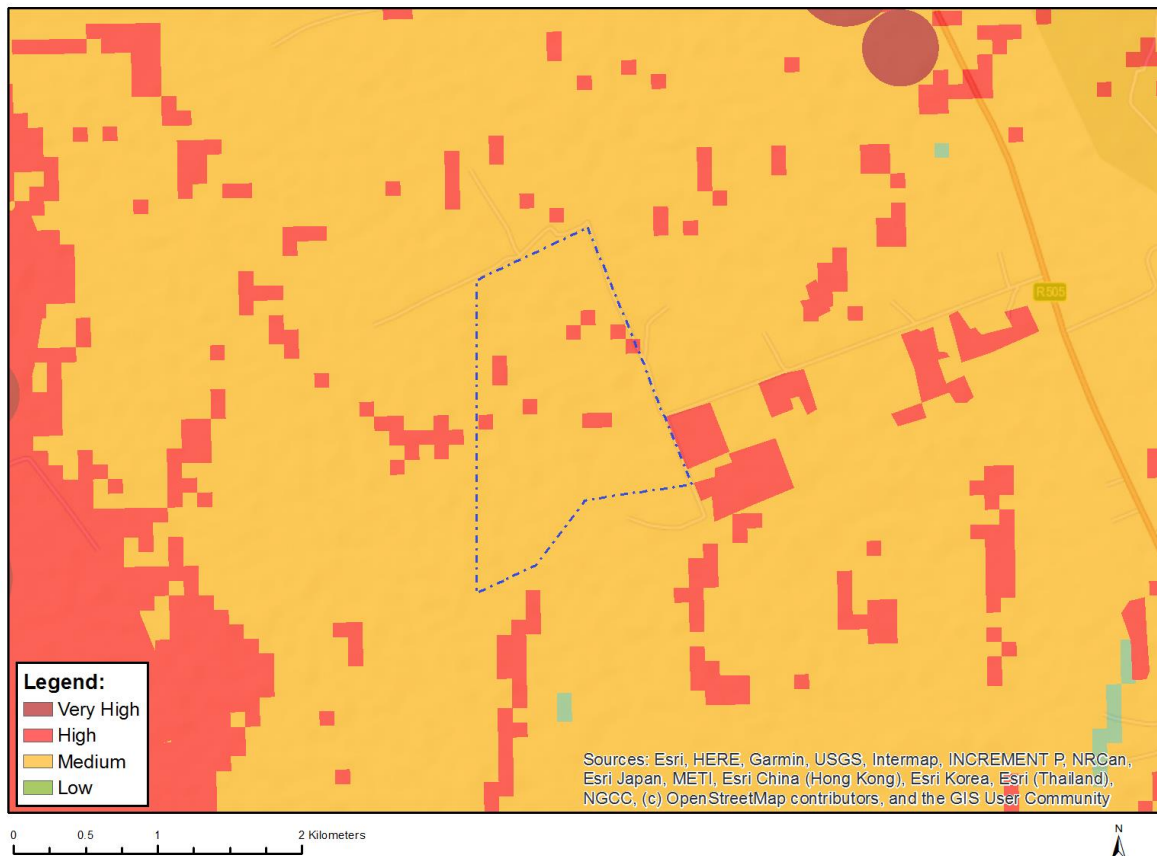 R505
Legend:
Very High
High
Medium
Low
Sources: Esri, HERE, Garmin, USGS, Intermap, INCREMENT P, NRCan,
Esri Japan, METI, Esri China (Hong Kong), Esri Korea, Esri (Thailand),
NGCC, (c) OpenStreetMap contributors, and the GIS User Community
0 0.5 1 2 Kilometers
N